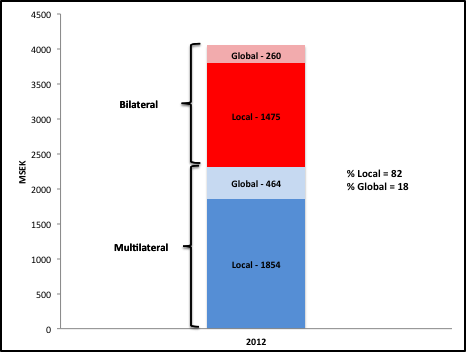 4500
4000
3500
3000
2500
2000
1500
1000
500
0
MSEK
Bilateral
Multilateral
Global - 260
Local - 1475
Global - 464
Local - 1854
% Local = 82
% Global = 18
2012